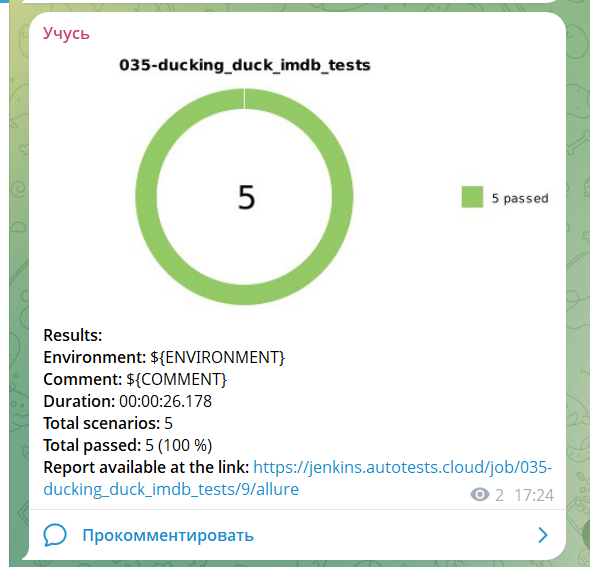 Учусь
035-ducking_duck_imdb_tests
5
5 passed
Results:
Environment: ${ENVIRONMENT}
Comment: ${COMMENT}
Duration: 00:00:26.178
Total scenarios: 5
Total passed: 5 (100 %)
Report available at the link: https://jenkins.autotests.cloud/job/035-
ducking_duck_imdb_tests/9/allure
2 17:24
Прокомментировать